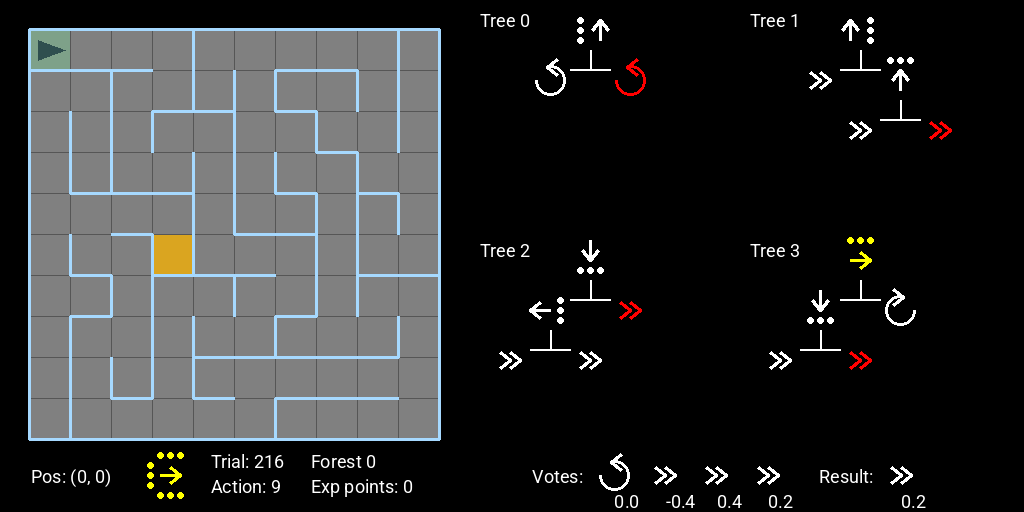 Tree 0
Tree 1
Tree 2
Tree 3
Pos: (0, 0)
Trial: 216
Forest 0
Action: 9
Exp points: 0
Votes:
0.0
-0.4
0.4
0.2
Result:
0.2